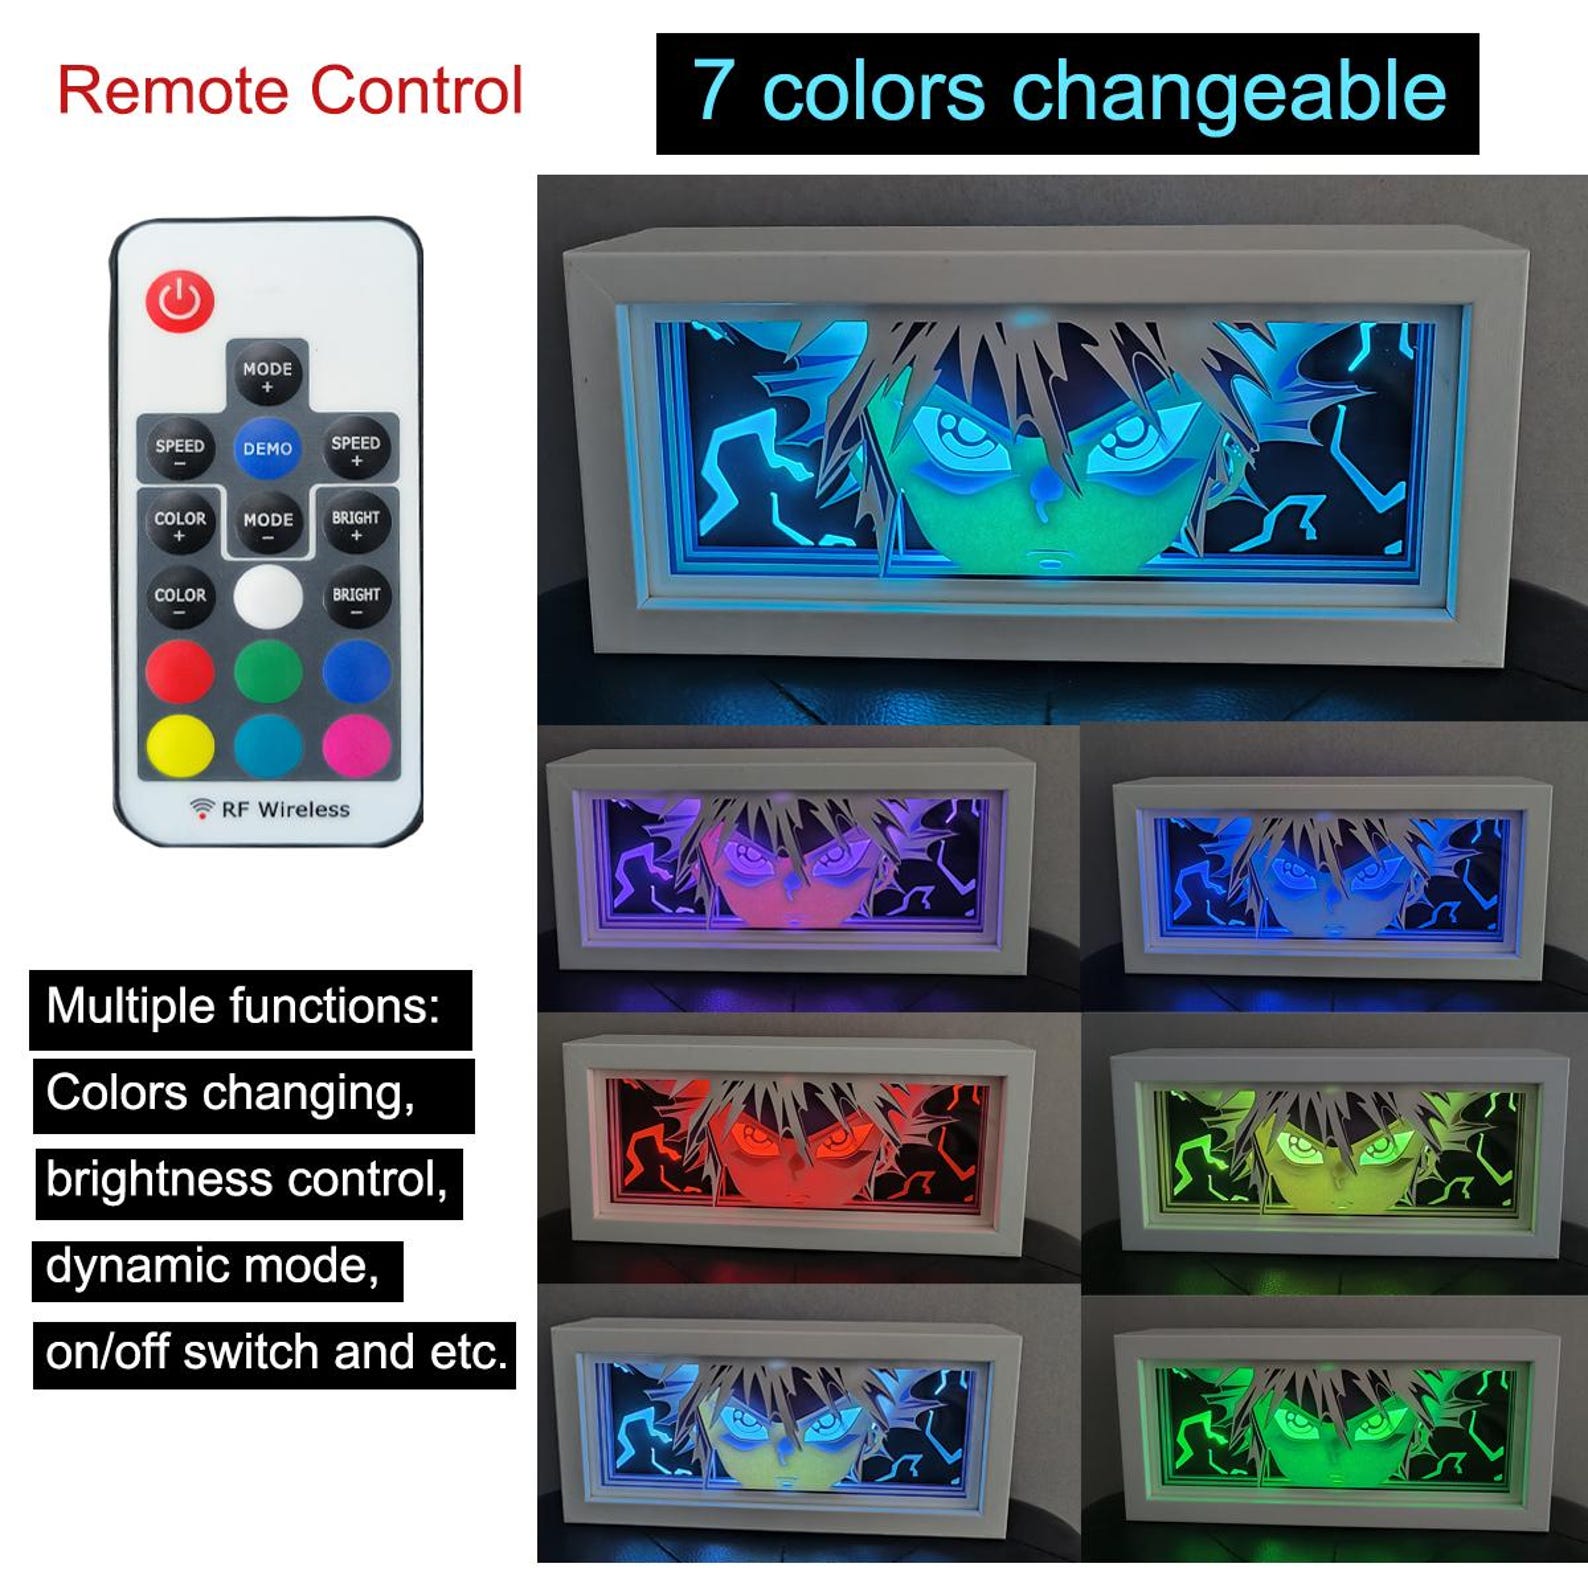 Remote Control
7 colors changeable
MODE
+
SPEED
−
DEMO
SPEED
+
COLOR
+
MODE
−
BRIGHT
+
COLOR
−
BRIGHT
−
RF Wireless
Multiple functions:
Colors changing,
brightness control,
dynamic mode,
on/off switch and etc.